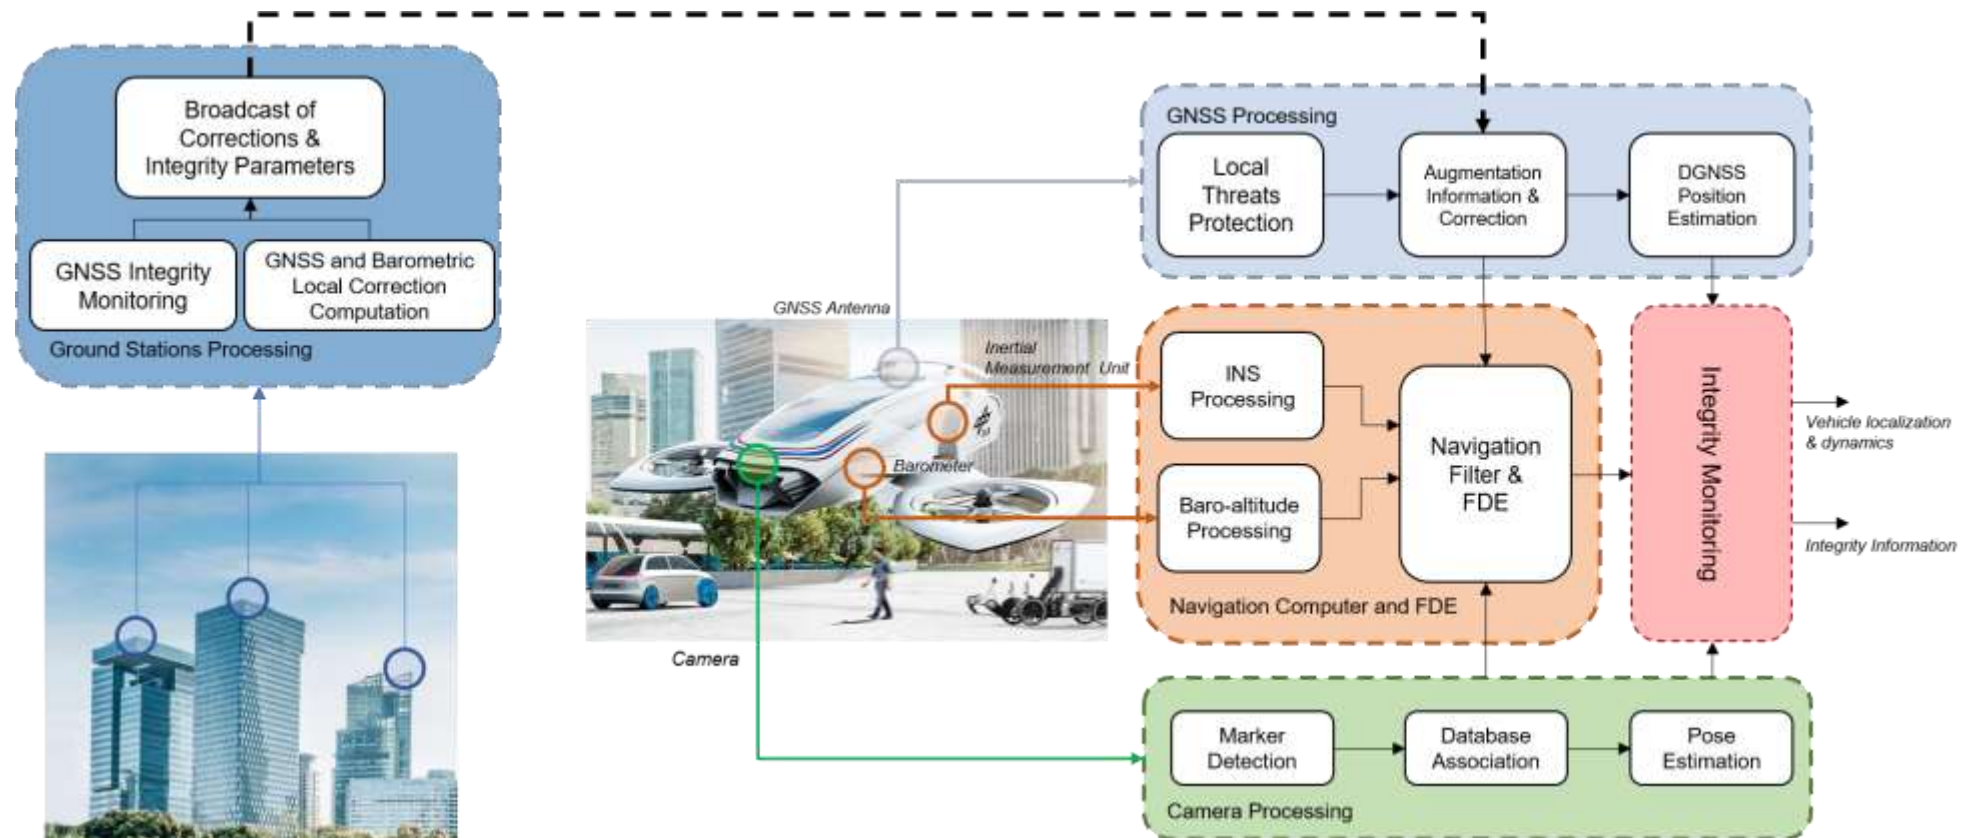 Broadcast of
Corrections &
Integrity Parameters
GNSS Integrity
Monitoring
GNSS and Barometric
Local Correction
Computation
Ground Stations Processing
GNSS Processing
Local
Threats
Protection
Augmentation
Information &
Correction
DGNSS
Position
Estimation
GNSS Antenna
Inertial
Measurement Unit
Barometer
Camera
INS
Processing
Baro-altitude
Processing
Navigation
Filter &
FDE
Navigation Computer and FDE
Integrity Monitoring
Vehicle localization
& dynamics
Integrity Information
Marker
Detection
Database
Association
Pose
Estimation
Camera Processing